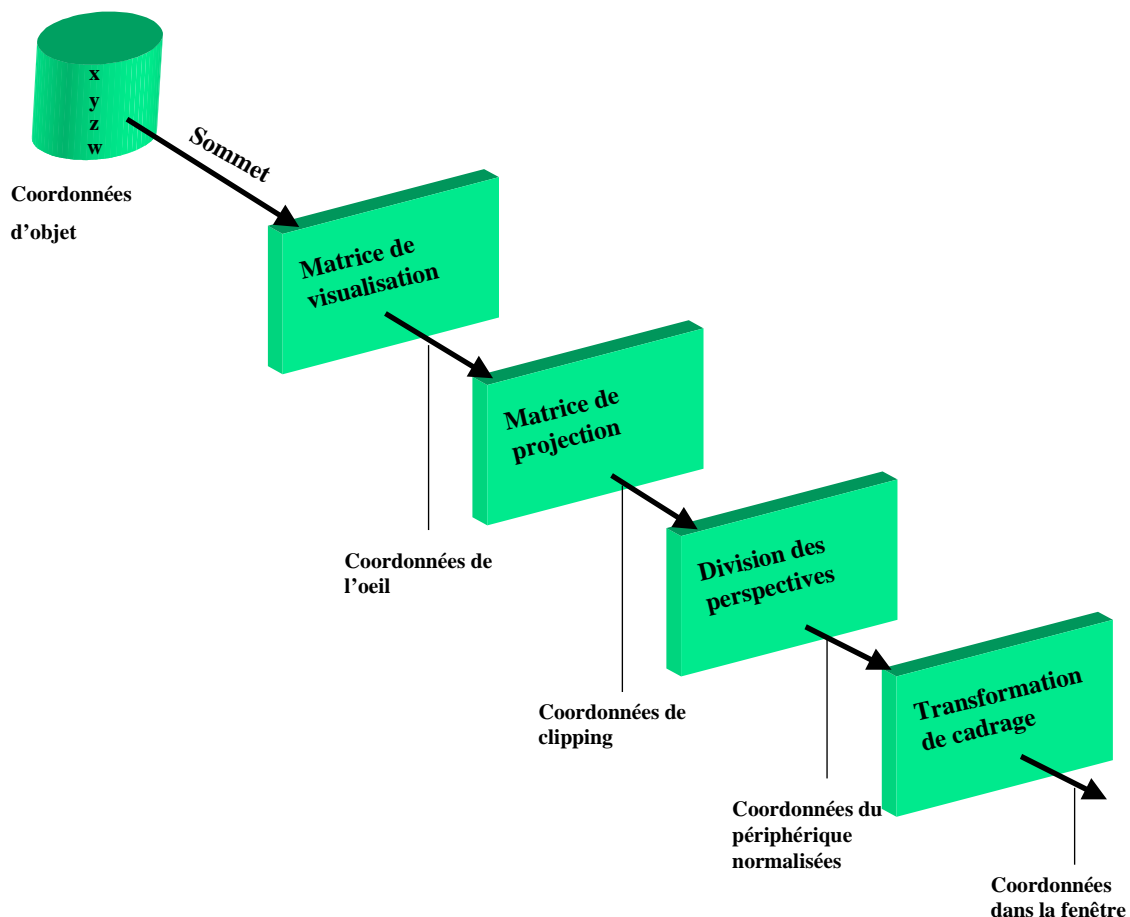 x
y
z
w
Sommet
Coordonnées
d’objet
Matrice de
visualisation
Matrice de
projection
Coordonnées de
l’oeil
Division des
perspectives
Coordonnées de
clipping
Transformation
de cadrage
Coordonnées du
périphérique
normalisées
Coordonnées
dans la fenêtre